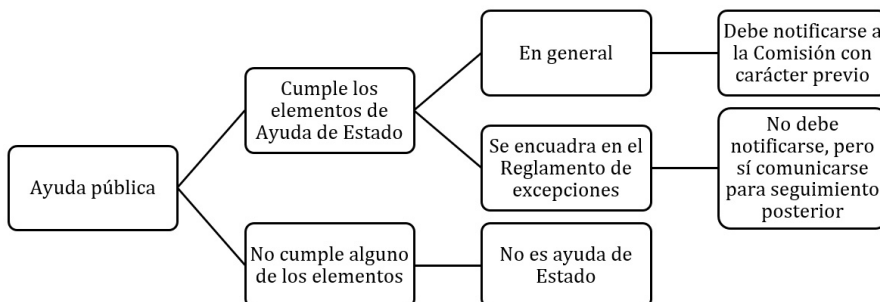 Ayuda pública
Cumple los
elementos de
Ayuda de Estado
En general
Debe notificarse a
la Comisión con
carácter previo
Se encuadra en el
Reglamento de
excepciones
No debe
notificarse, pero
sí comunicarse
para seguimiento
posterior
No cumple alguno
de los elementos
No es ayuda de
Estado